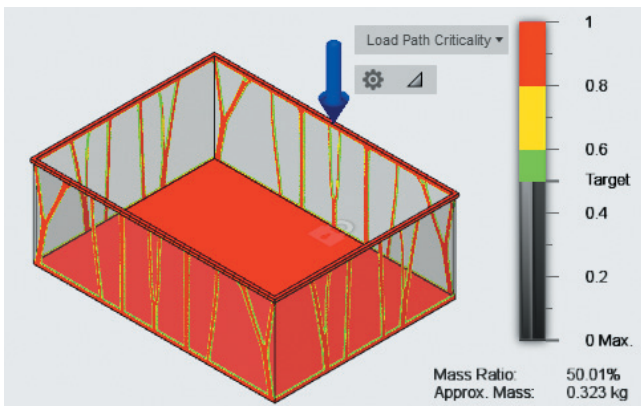 Load Path Criticality
1
0.8
0.6
Target
0.4
0.2
0 Max.
Mass Ratio: 50.01%
Approx. Mass: 0.323 kg